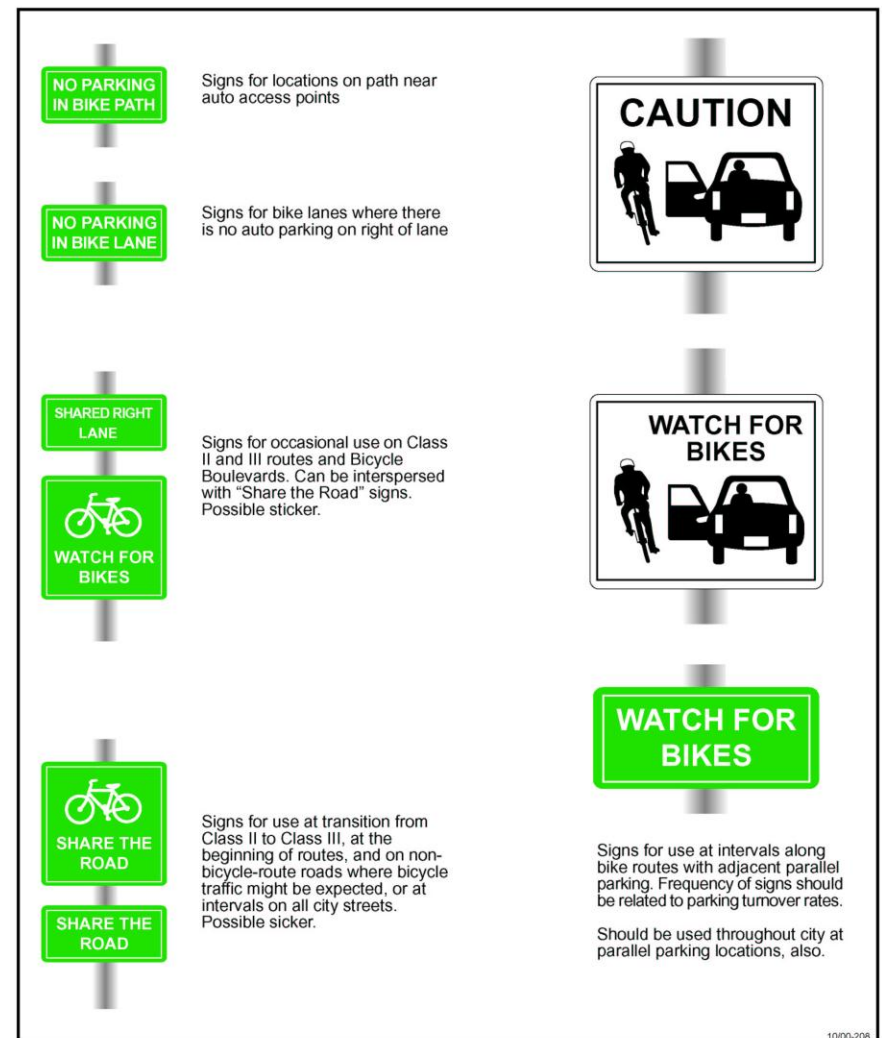 NO PARKING
IN BIKE PATH
Signs for locations on path near
auto access points
NO PARKING
IN BIKE LANE
Signs for bike lanes where there
is no auto parking on right of lane
SHARED RIGHT
LANE
WATCH FOR
BIKES
Signs for occasional use on Class
II and III routes and Bicycle
Boulevards. Can be interspersed
with “Share the Road” signs.
Possible sticker.
SHARE THE
ROAD
SHARE THE
ROAD
Signs for use at transition from
Class II to Class III, at the
beginning of routes, and on non-
bicycle-route roads where bicycle
traffic might be expected, or at
intervals on all city streets.
Possible sicker.
CAUTION
WATCH FOR
BIKES
WATCH FOR
BIKES
Signs for use at intervals along
bike routes with adjacent parallel
parking. Frequency of signs should
be related to parking turnover rates.
Should be used throughout city at
parallel parking locations, also.
10/00-208